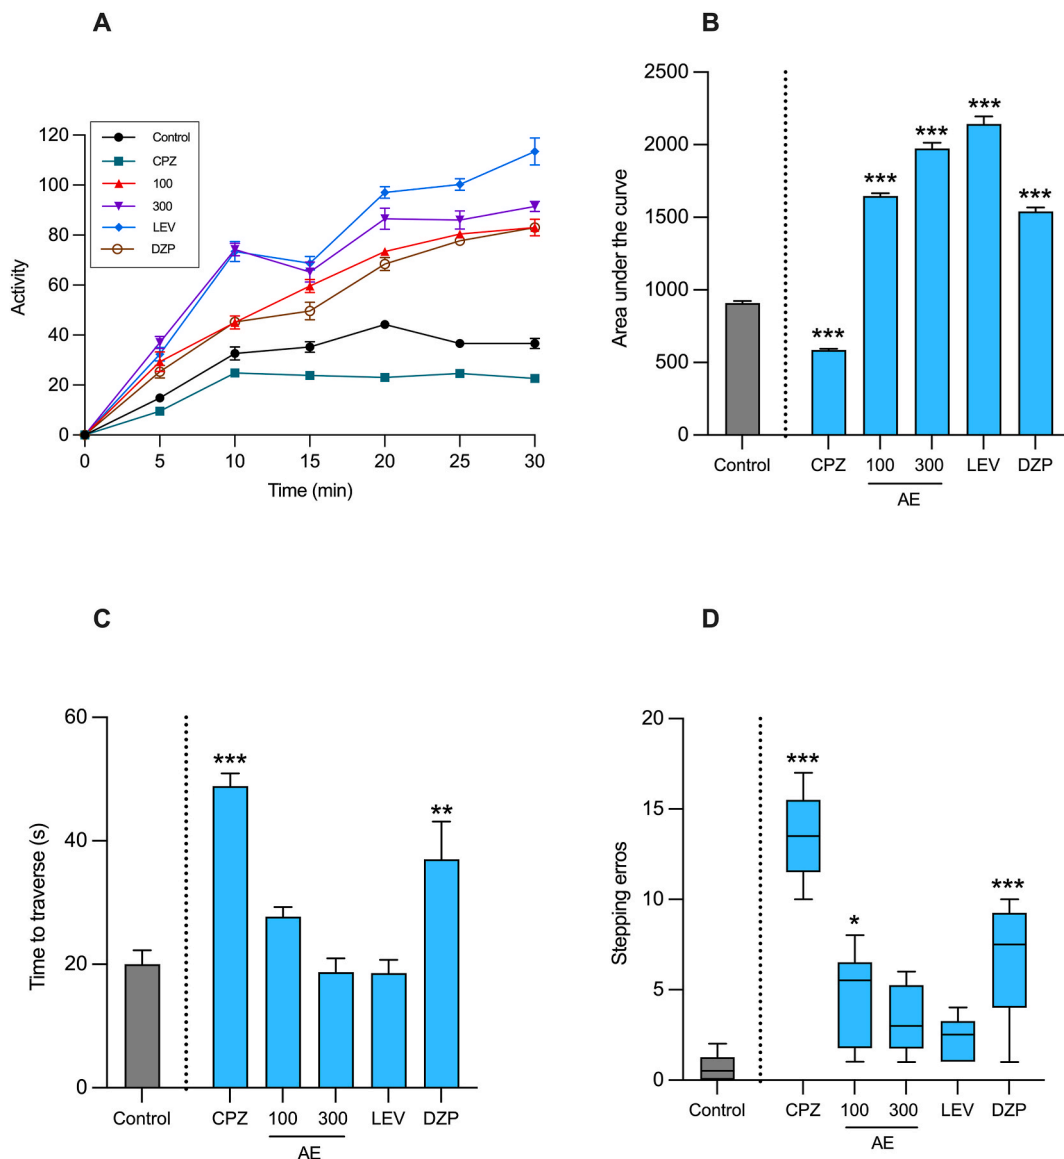 A
Control
CPZ
100
300
LEV
DZP
120
100
80
60
40
20
0
Activity
0 5 10 15 20 25 30
Time (min)
B
2500
2000
1500
1000
500
0
Area under the curve
***
***
***
***
***
Control CPZ 100 300 LEV DZP
AE
C
60
40
20
0
Time to traverse (s)
***
**
Control CPZ 100 300 LEV DZP
AE
D
20
15
10
5
0
Stepping erros
***
*
***
Control CPZ 100 300 LEV DZP
AE